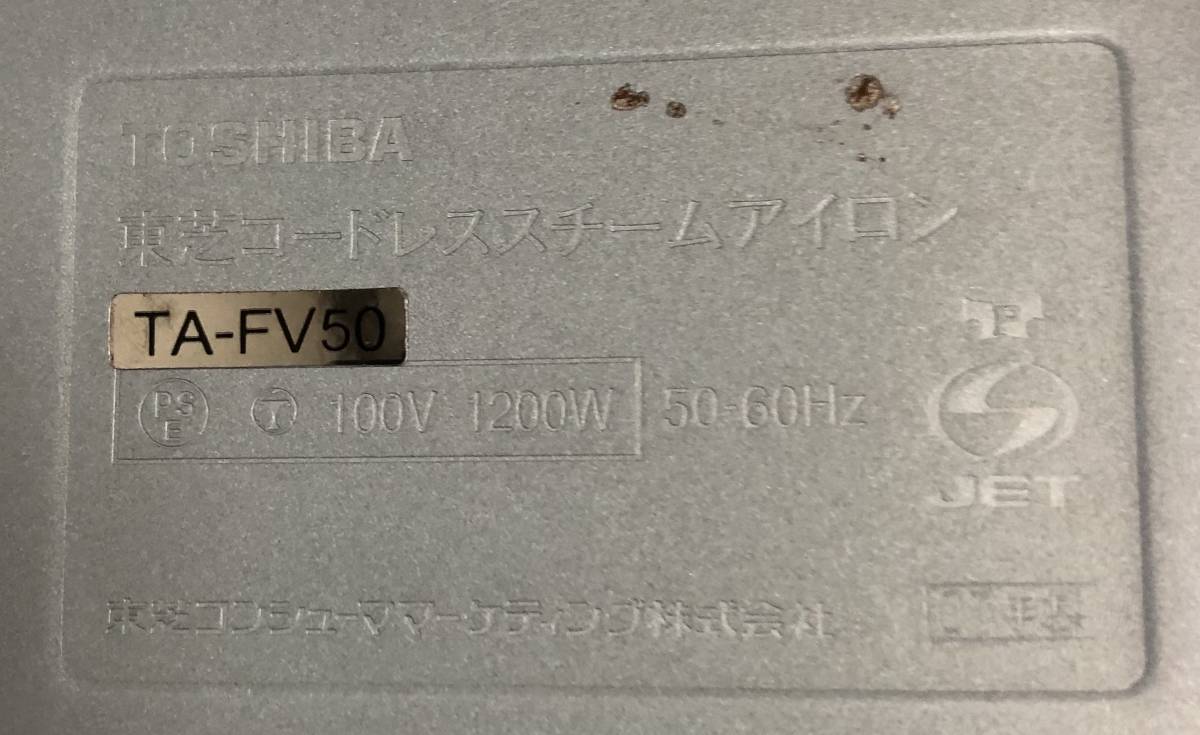 TOSHIBA
東芝コードレススチームアイロン
TA-FV50
PS
E
T 100V 1200W 50-60Hz
P
S
JET
東芝コンシューママーケティング株式会社